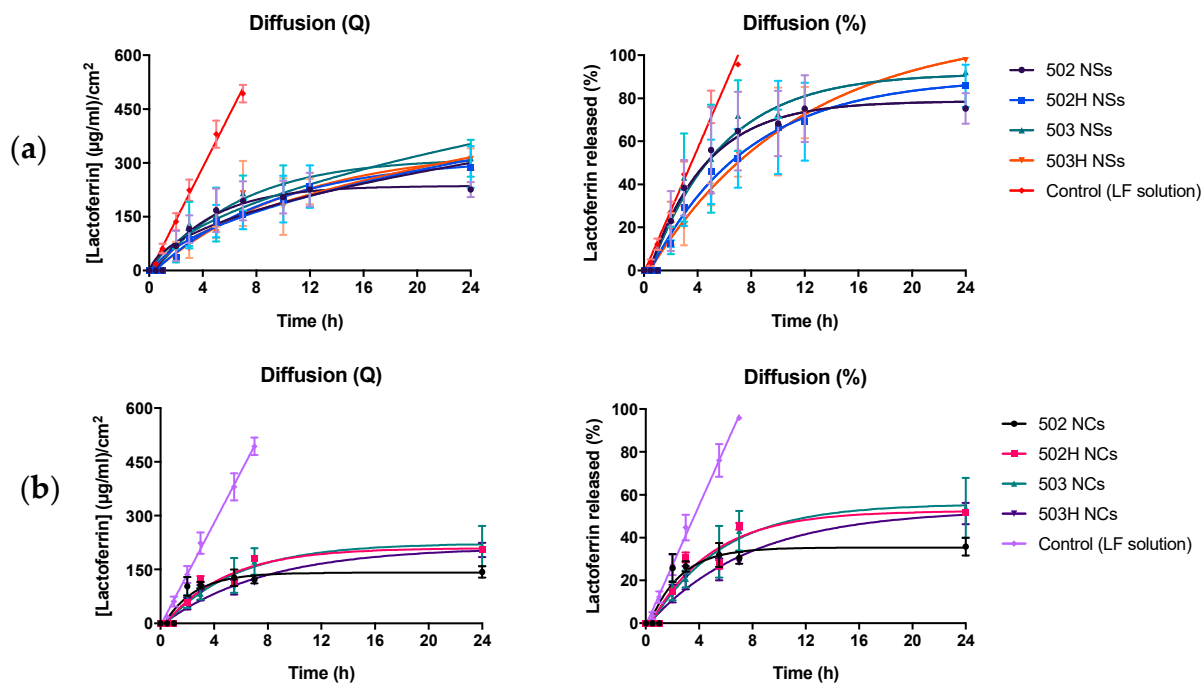 (a)
Diffusion (Q)
[Lactoferrin] (µg/ml)/cm²
600
450
300
150
0
0 4 8 12 16 20 24
Time (h)
Diffusion (%)
Lactoferrin released (%)
100
80
60
40
20
0
0 4 8 12 16 20 24
Time (h)
502 NSs
502H NSs
503 NSs
503H NSs
Control (LF solution)
(b)
Diffusion (Q)
[Lactoferrin] (µg/ml)/cm²
600
450
300
150
0
0 4 8 12 16 20 24
Time (h)
Diffusion (%)
Lactoferrin released (%)
100
80
60
40
20
0
0 4 8 12 16 20 24
Time (h)
502 NCs
502H NCs
503 NCs
503H NCs
Control (LF solution)